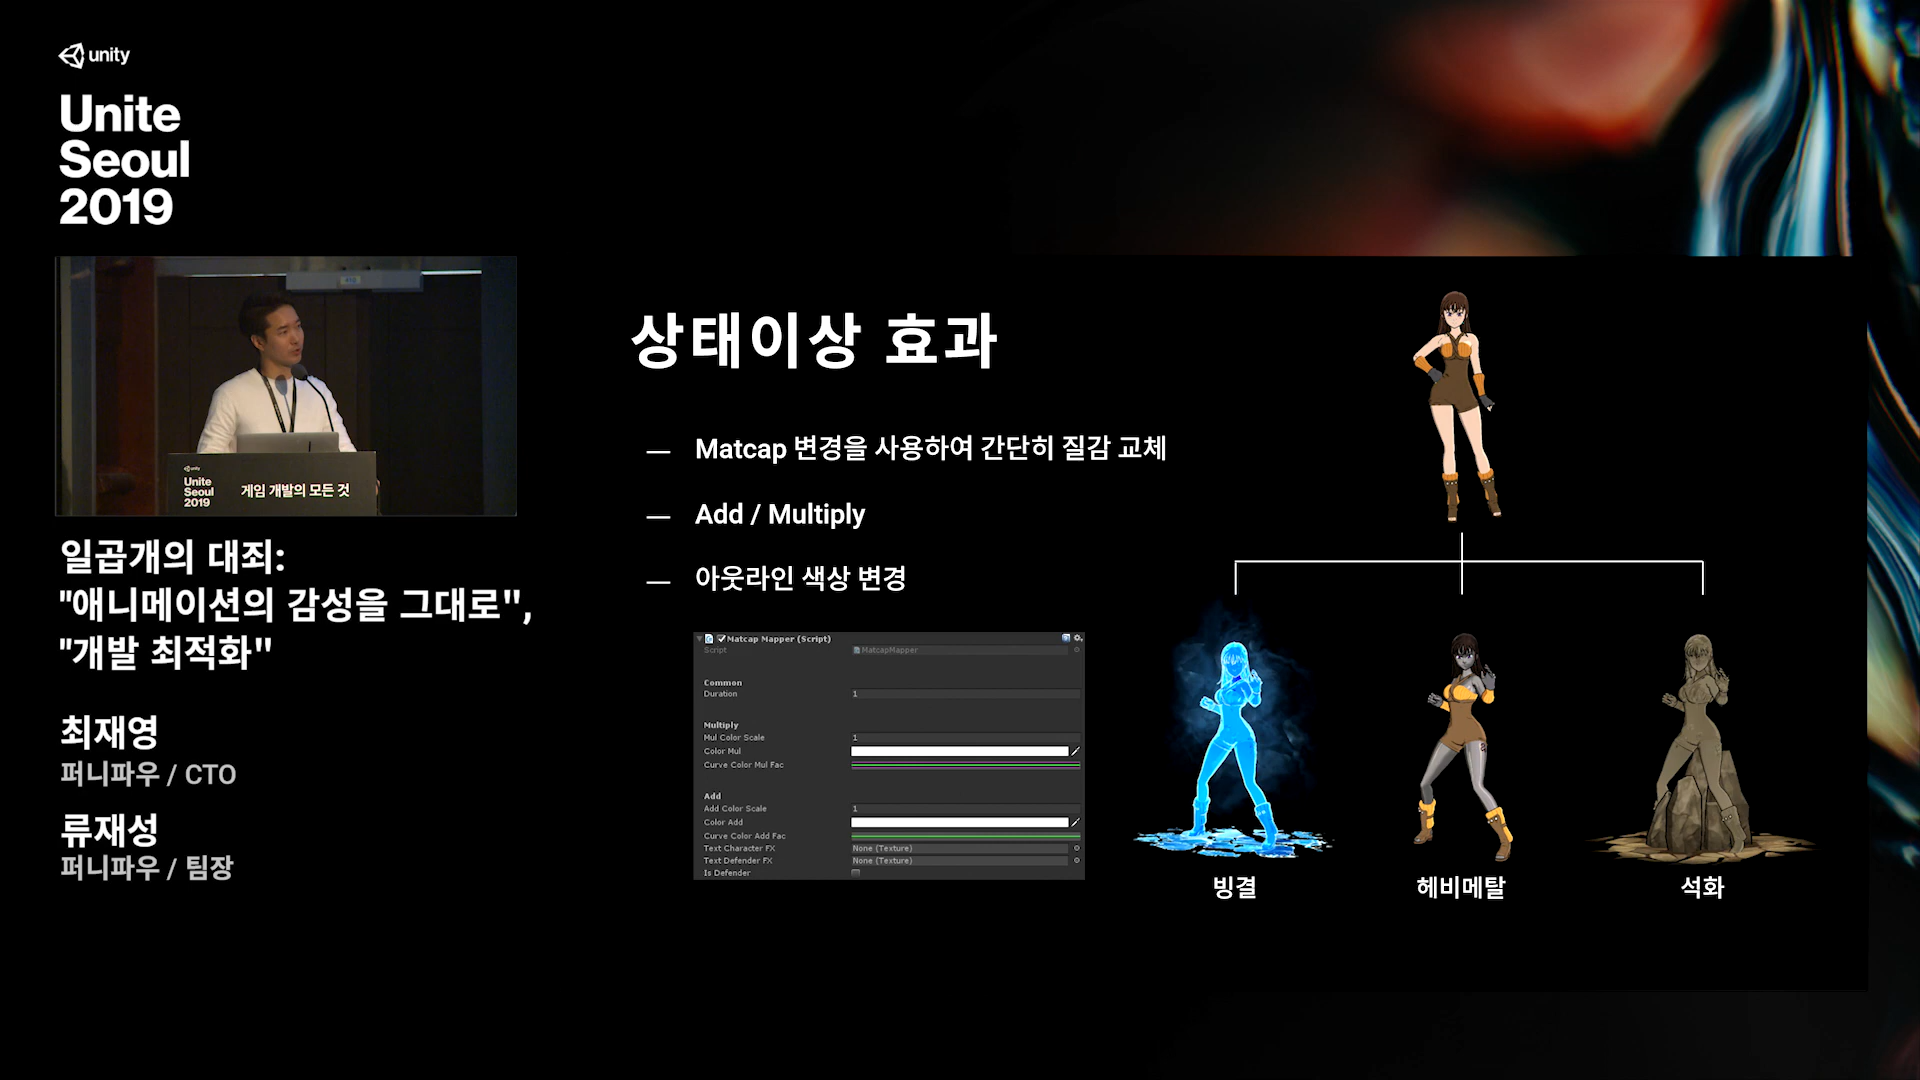 unity
Unite
Seoul
2019
unity
Unite
Seoul
2019
게임 개발의 모든 것
일곱개의 대죄:
"애니메이션의 감성을 그대로",
"개발 최적화"
최재영
퍼니파우 / CTO
류재성
퍼니파우 / 팀장
상태이상 효과
— Matcap 변경을 사용하여 간단히 질감 교체
— Add / Multiply
— 아웃라인 색상 변경
Matcap Mapper (Script)
Script MatcapMapper
Common
Duration 1
Multiply
Mul Color Scale 1
Color Mul
Curve Color Mul Fac
Add
Add Color Scale 1
Color Add
Curve Color Add Fac
Text Character FX None (Texture)
Text Defender FX None (Texture)
Is Defender
빙결
헤비메탈
석화